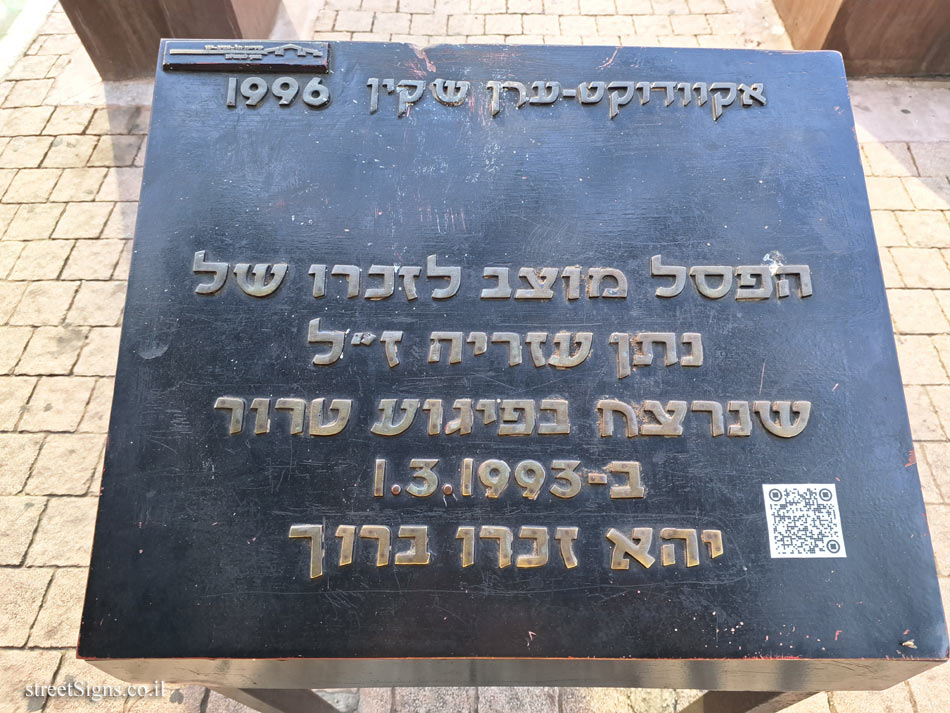 אקוודוקט-ערן שקין 1996
הפסל מוצב לזכרו של
נתן עזריה ז״ל
שנרצח בפיגוע טרור
ב-1.3.1993
יהא זכרו ברוך
streetSigns.co.il